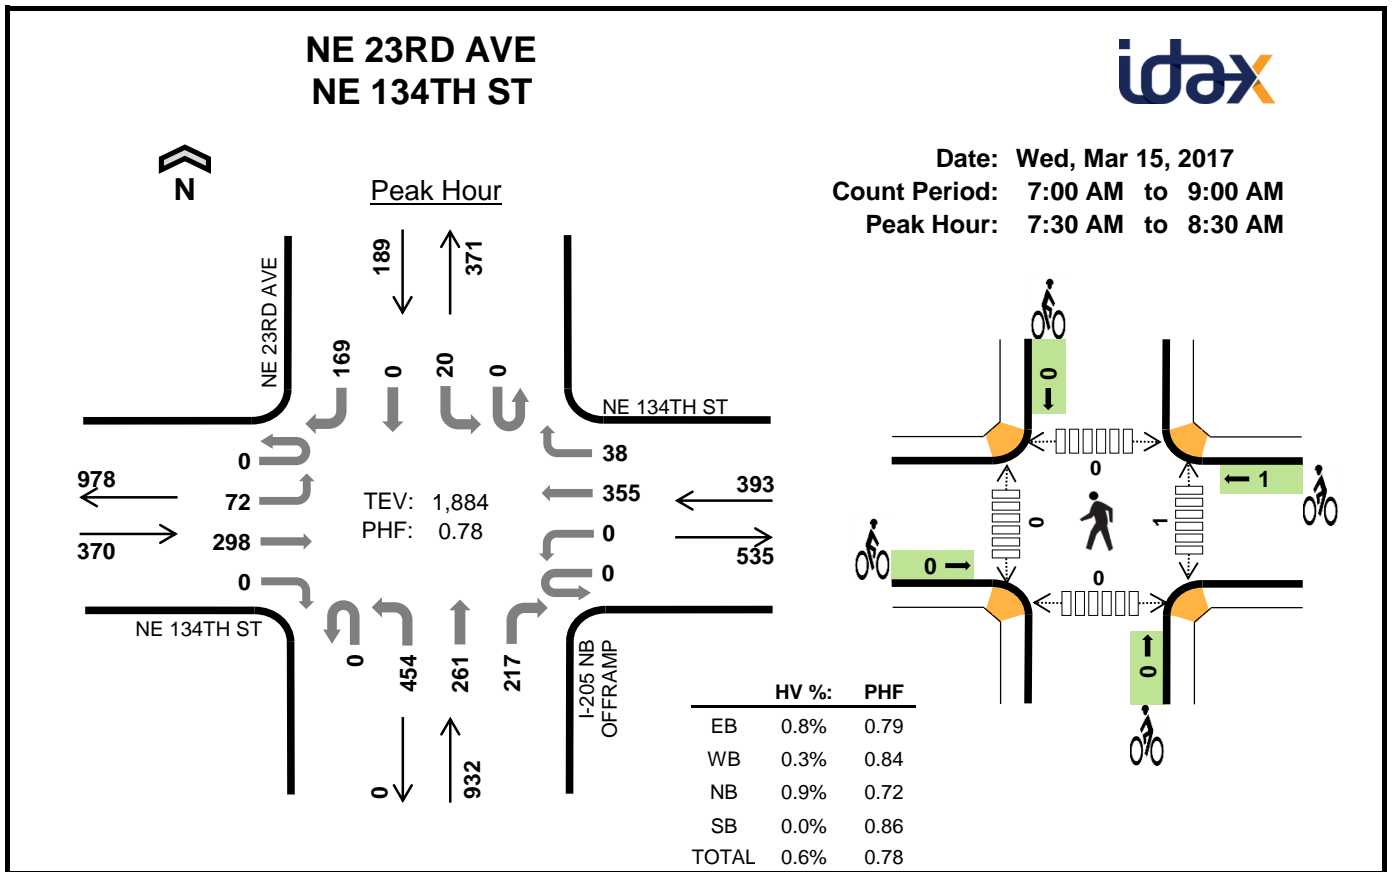 NE 23RD AVE
NE 134TH ST
idax
N
Peak Hour
Date: Wed, Mar 15, 2017
Count Period: 7:00 AM to 9:00 AM
Peak Hour: 7:30 AM to 8:30 AM
189
371
NE 23RD AVE
169
0
20
0
NE 134TH ST
0
38
978
72
355
393
TEV: 1,884
PHF: 0.78
370
298
0
535
0
0
NE 134TH ST
0
454
261
217
I-205 NB
OFFRAMP
0
932
0
0
1
0
1
0
0
0
HV %: PHF
EB 0.8% 0.79
WB 0.3% 0.84
NB 0.9% 0.72
SB 0.0% 0.86
TOTAL 0.6% 0.78